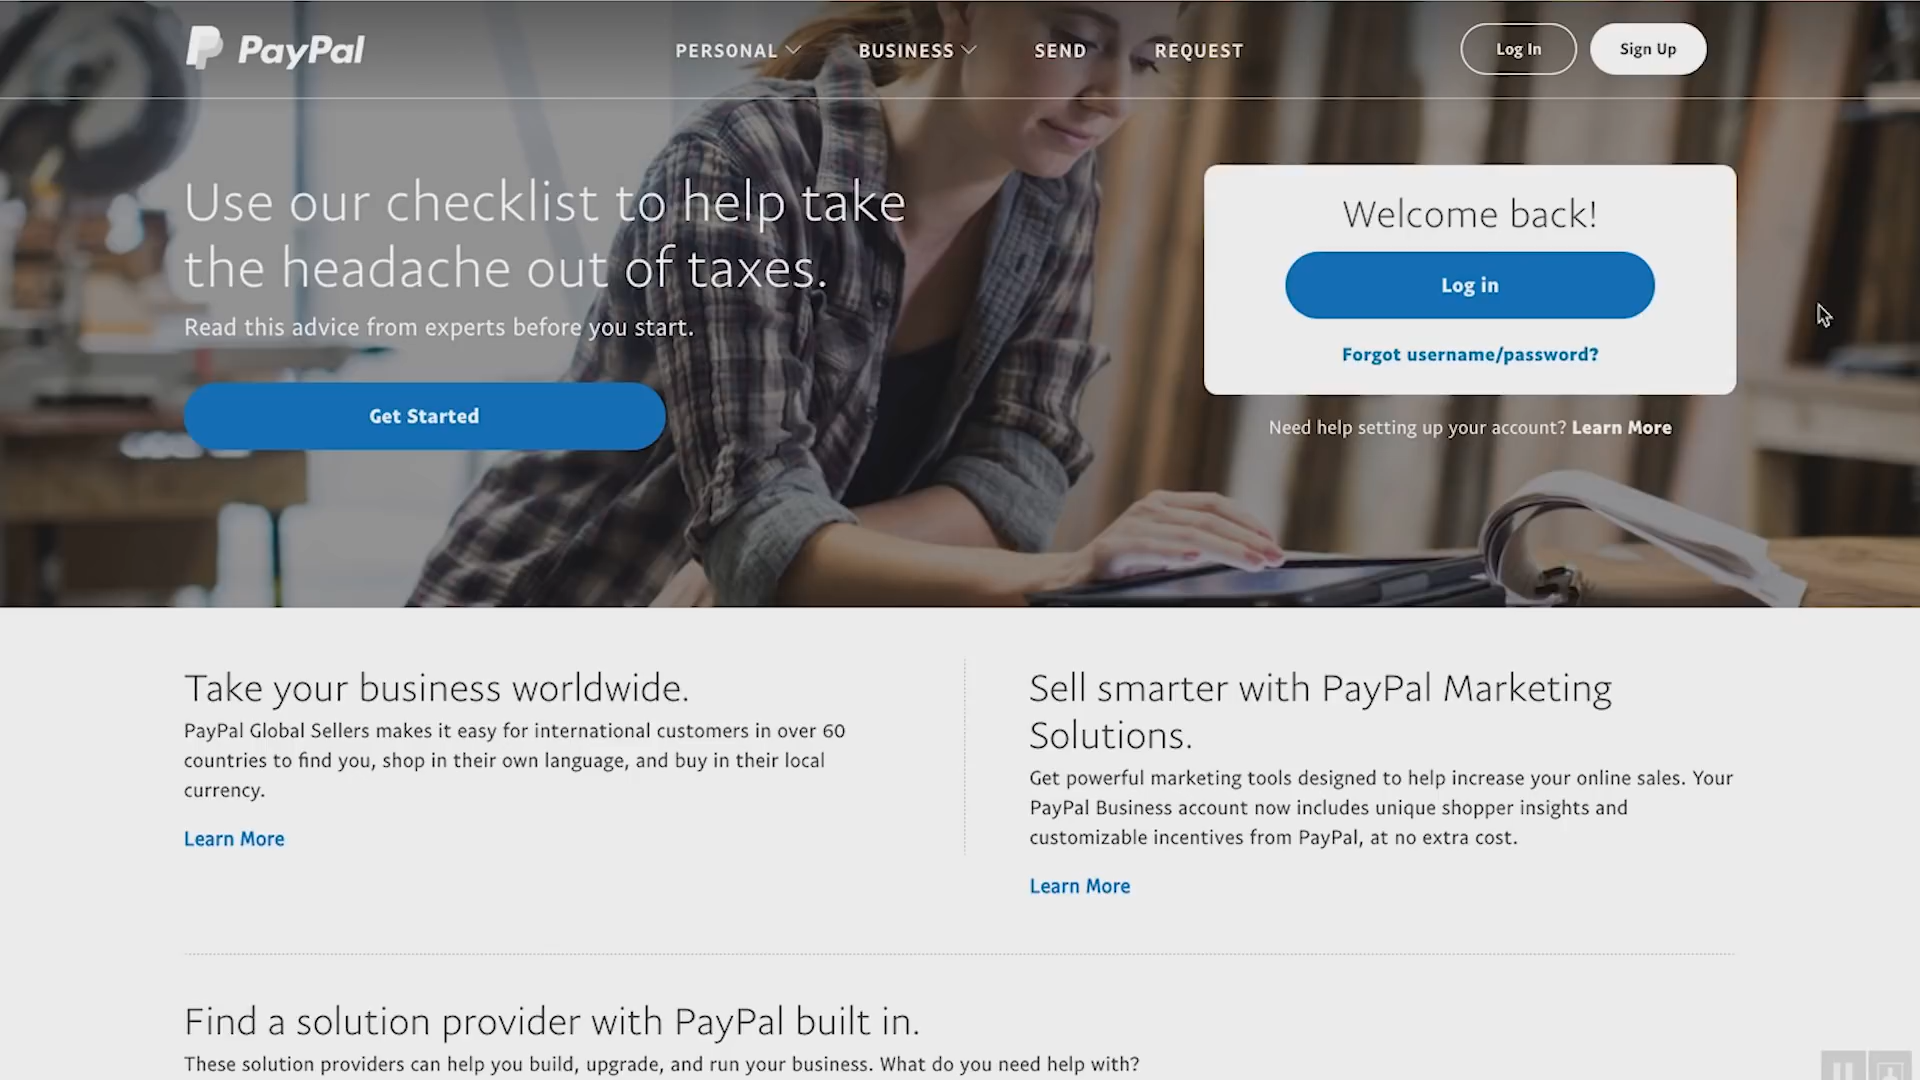 PayPal
PERSONAL
BUSINESS
SEND
REQUEST
Log In
Sign Up
Use our checklist to help take
the headache out of taxes.
Read this advice from experts before you start.
Get Started
Welcome back!
Log in
Forgot username/password?
Need help setting up your account? Learn More
Take your business worldwide.
PayPal Global Sellers makes it easy for international customers in over 60
countries to find you, shop in their own language, and buy in their local
currency.
Learn More
Sell smarter with PayPal Marketing
Solutions.
Get powerful marketing tools designed to help increase your online sales. Your
PayPal Business account now includes unique shopper insights and
customizable incentives from PayPal, at no extra cost.
Learn More
Find a solution provider with PayPal built in.
These solution providers can help you build, upgrade, and run your business. What do you need help with?